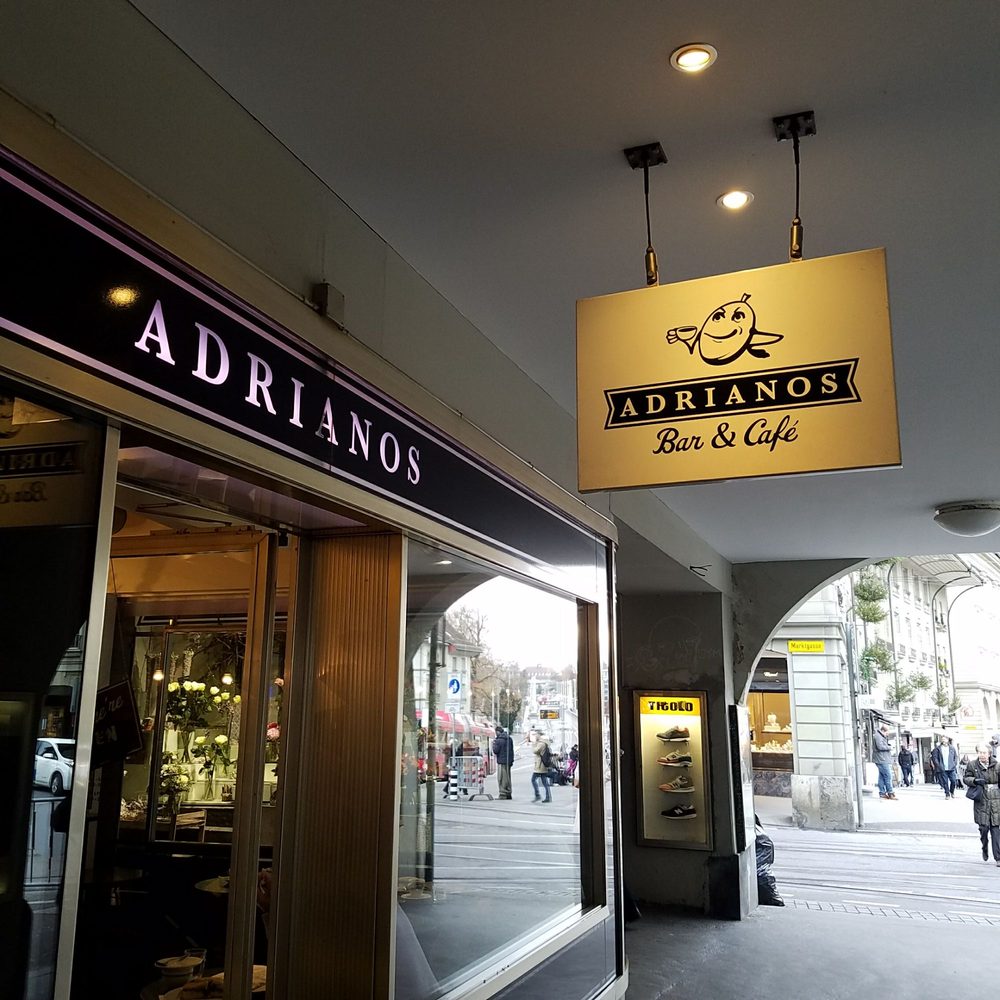 ADRIANOS
ADRIANOS
Bar & Café
TIGOLO
Marktgasse